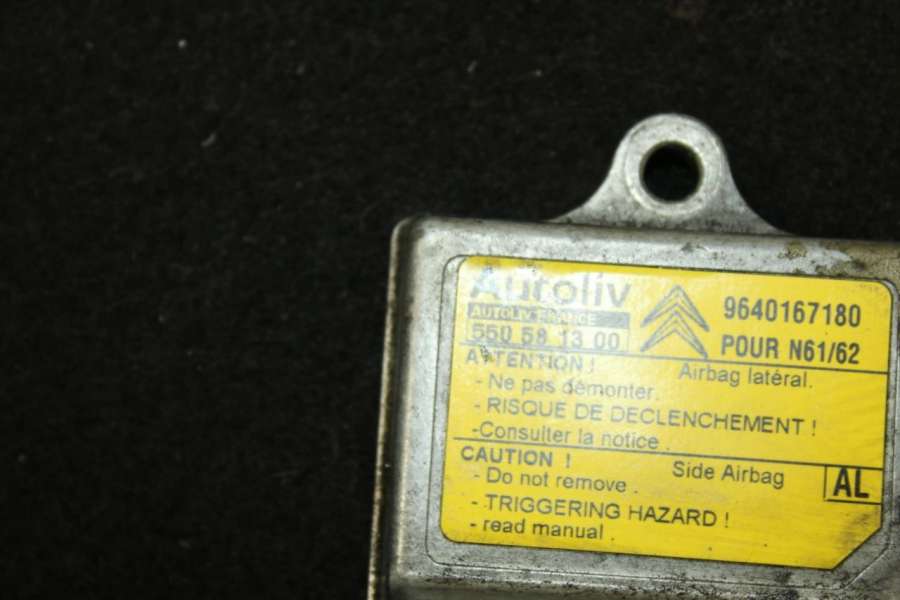 Autoliv
AUTOLIV FRANCE
550 58 13 00
9640167180
POUR N61/62
ATTENTION !
Airbag latéral.
- Ne pas démonter.
- RISQUE DE DECLENCHEMENT !
-Consulter la notice .
CAUTION !
Side Airbag
AL
- Do not remove .
- TRIGGERING HAZARD !
- read manual .